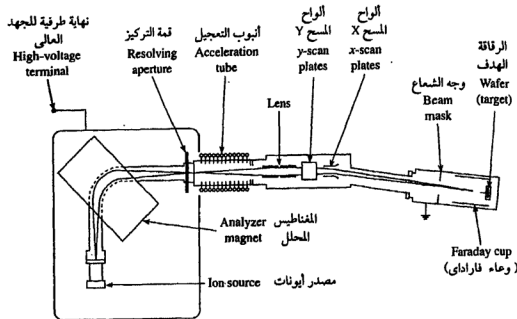 نهاية طرفية للجهد
العالى
High-voltage
terminal
قمة التركيز
Resolving
aperture
أنبوب التعجيل
Acceleration
tube
ألواح
المسح Y
y-scan
plates
ألواح
المسح X
x-scan
plates
الرقاقة
الهدف
Wafer
(target)
وجه الشعاع
Beam
mask
Lens
Analyzer المغناطيس
magnet المحلل
Ion source مصدر أيونات
Faraday cup
(وعاء فاراداى)